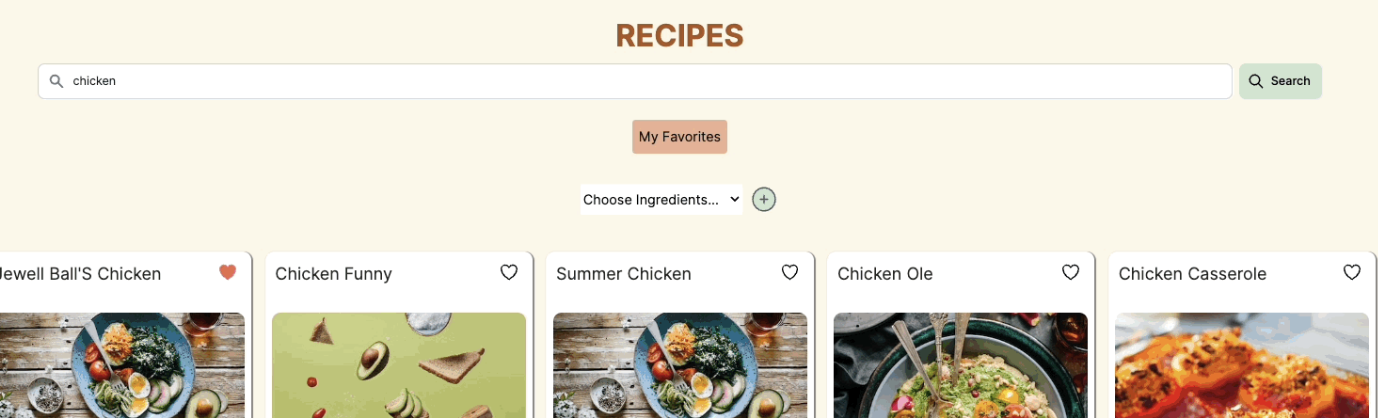 RECIPES
chicken
Search
My Favorites
Choose Ingredients...
Jewell Ball'S Chicken
Chicken Funny
Summer Chicken
Chicken Ole
Chicken Casserole